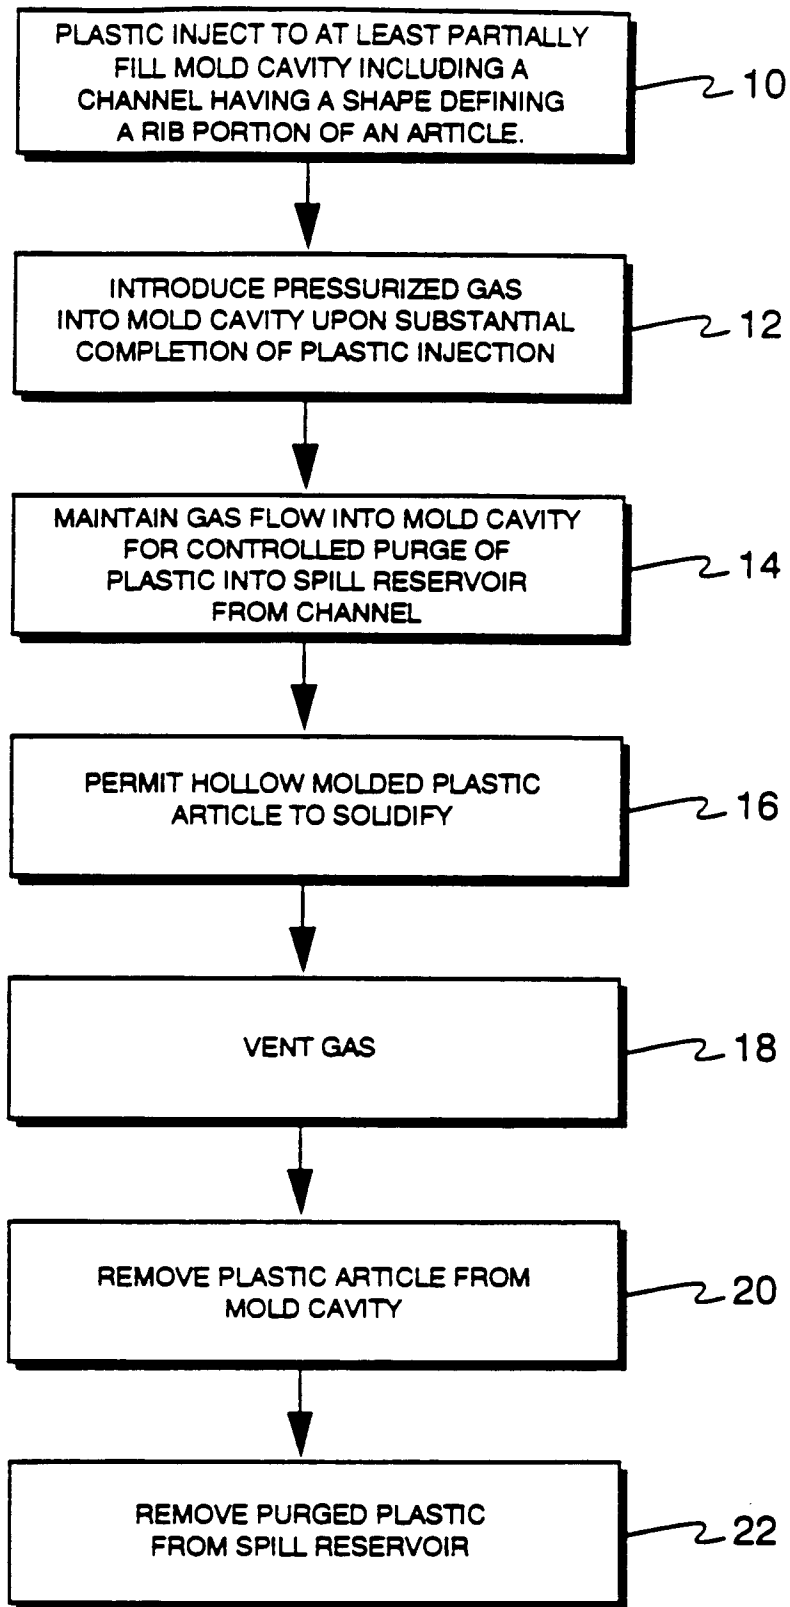 PLASTIC INJECT TO AT LEAST PARTIALLY
FILL MOLD CAVITY INCLUDING A
CHANNEL HAVING A SHAPE DEFINING
A RIB PORTION OF AN ARTICLE.
10
INTRODUCE PRESSURIZED GAS
INTO MOLD CAVITY UPON SUBSTANTIAL
COMPLETION OF PLASTIC INJECTION
12
MAINTAIN GAS FLOW INTO MOLD CAVITY
FOR CONTROLLED PURGE OF
PLASTIC INTO SPILL RESERVOIR
FROM CHANNEL
14
PERMIT HOLLOW MOLDED PLASTIC
ARTICLE TO SOLIDIFY
16
VENT GAS
18
REMOVE PLASTIC ARTICLE FROM
MOLD CAVITY
20
REMOVE PURGED PLASTIC
FROM SPILL RESERVOIR
22